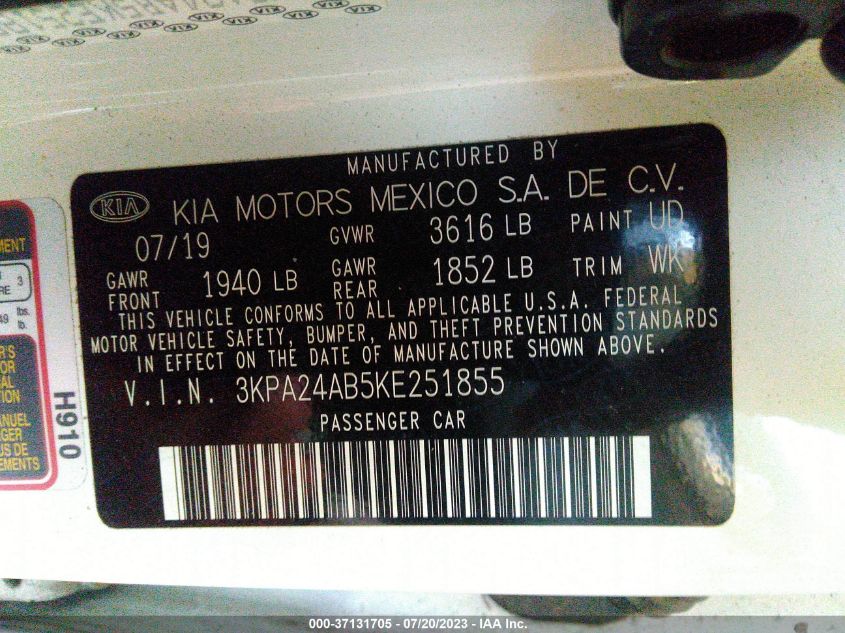 MANUFACTURED BY
KIA KIA MOTORS MEXICO S.A. DE C.V.
07/19 GVWR 3616 LB PAINT UD
GAWR FRONT 1940 LB GAWR REAR 1852 LB TRIM WK
THIS VEHICLE CONFORMS TO ALL APPLICABLE U.S.A. FEDERAL
MOTOR VEHICLE SAFETY, BUMPER, AND THEFT PREVENTION STANDARDS
IN EFFECT ON THE DATE OF MANUFACTURE SHOWN ABOVE.
V.I.N. 3KPA24AB5KE251855
PASSENGER CAR
H910
3
lbs.
lb.
000-37131705 - 07/20/2023 - IAA Inc.